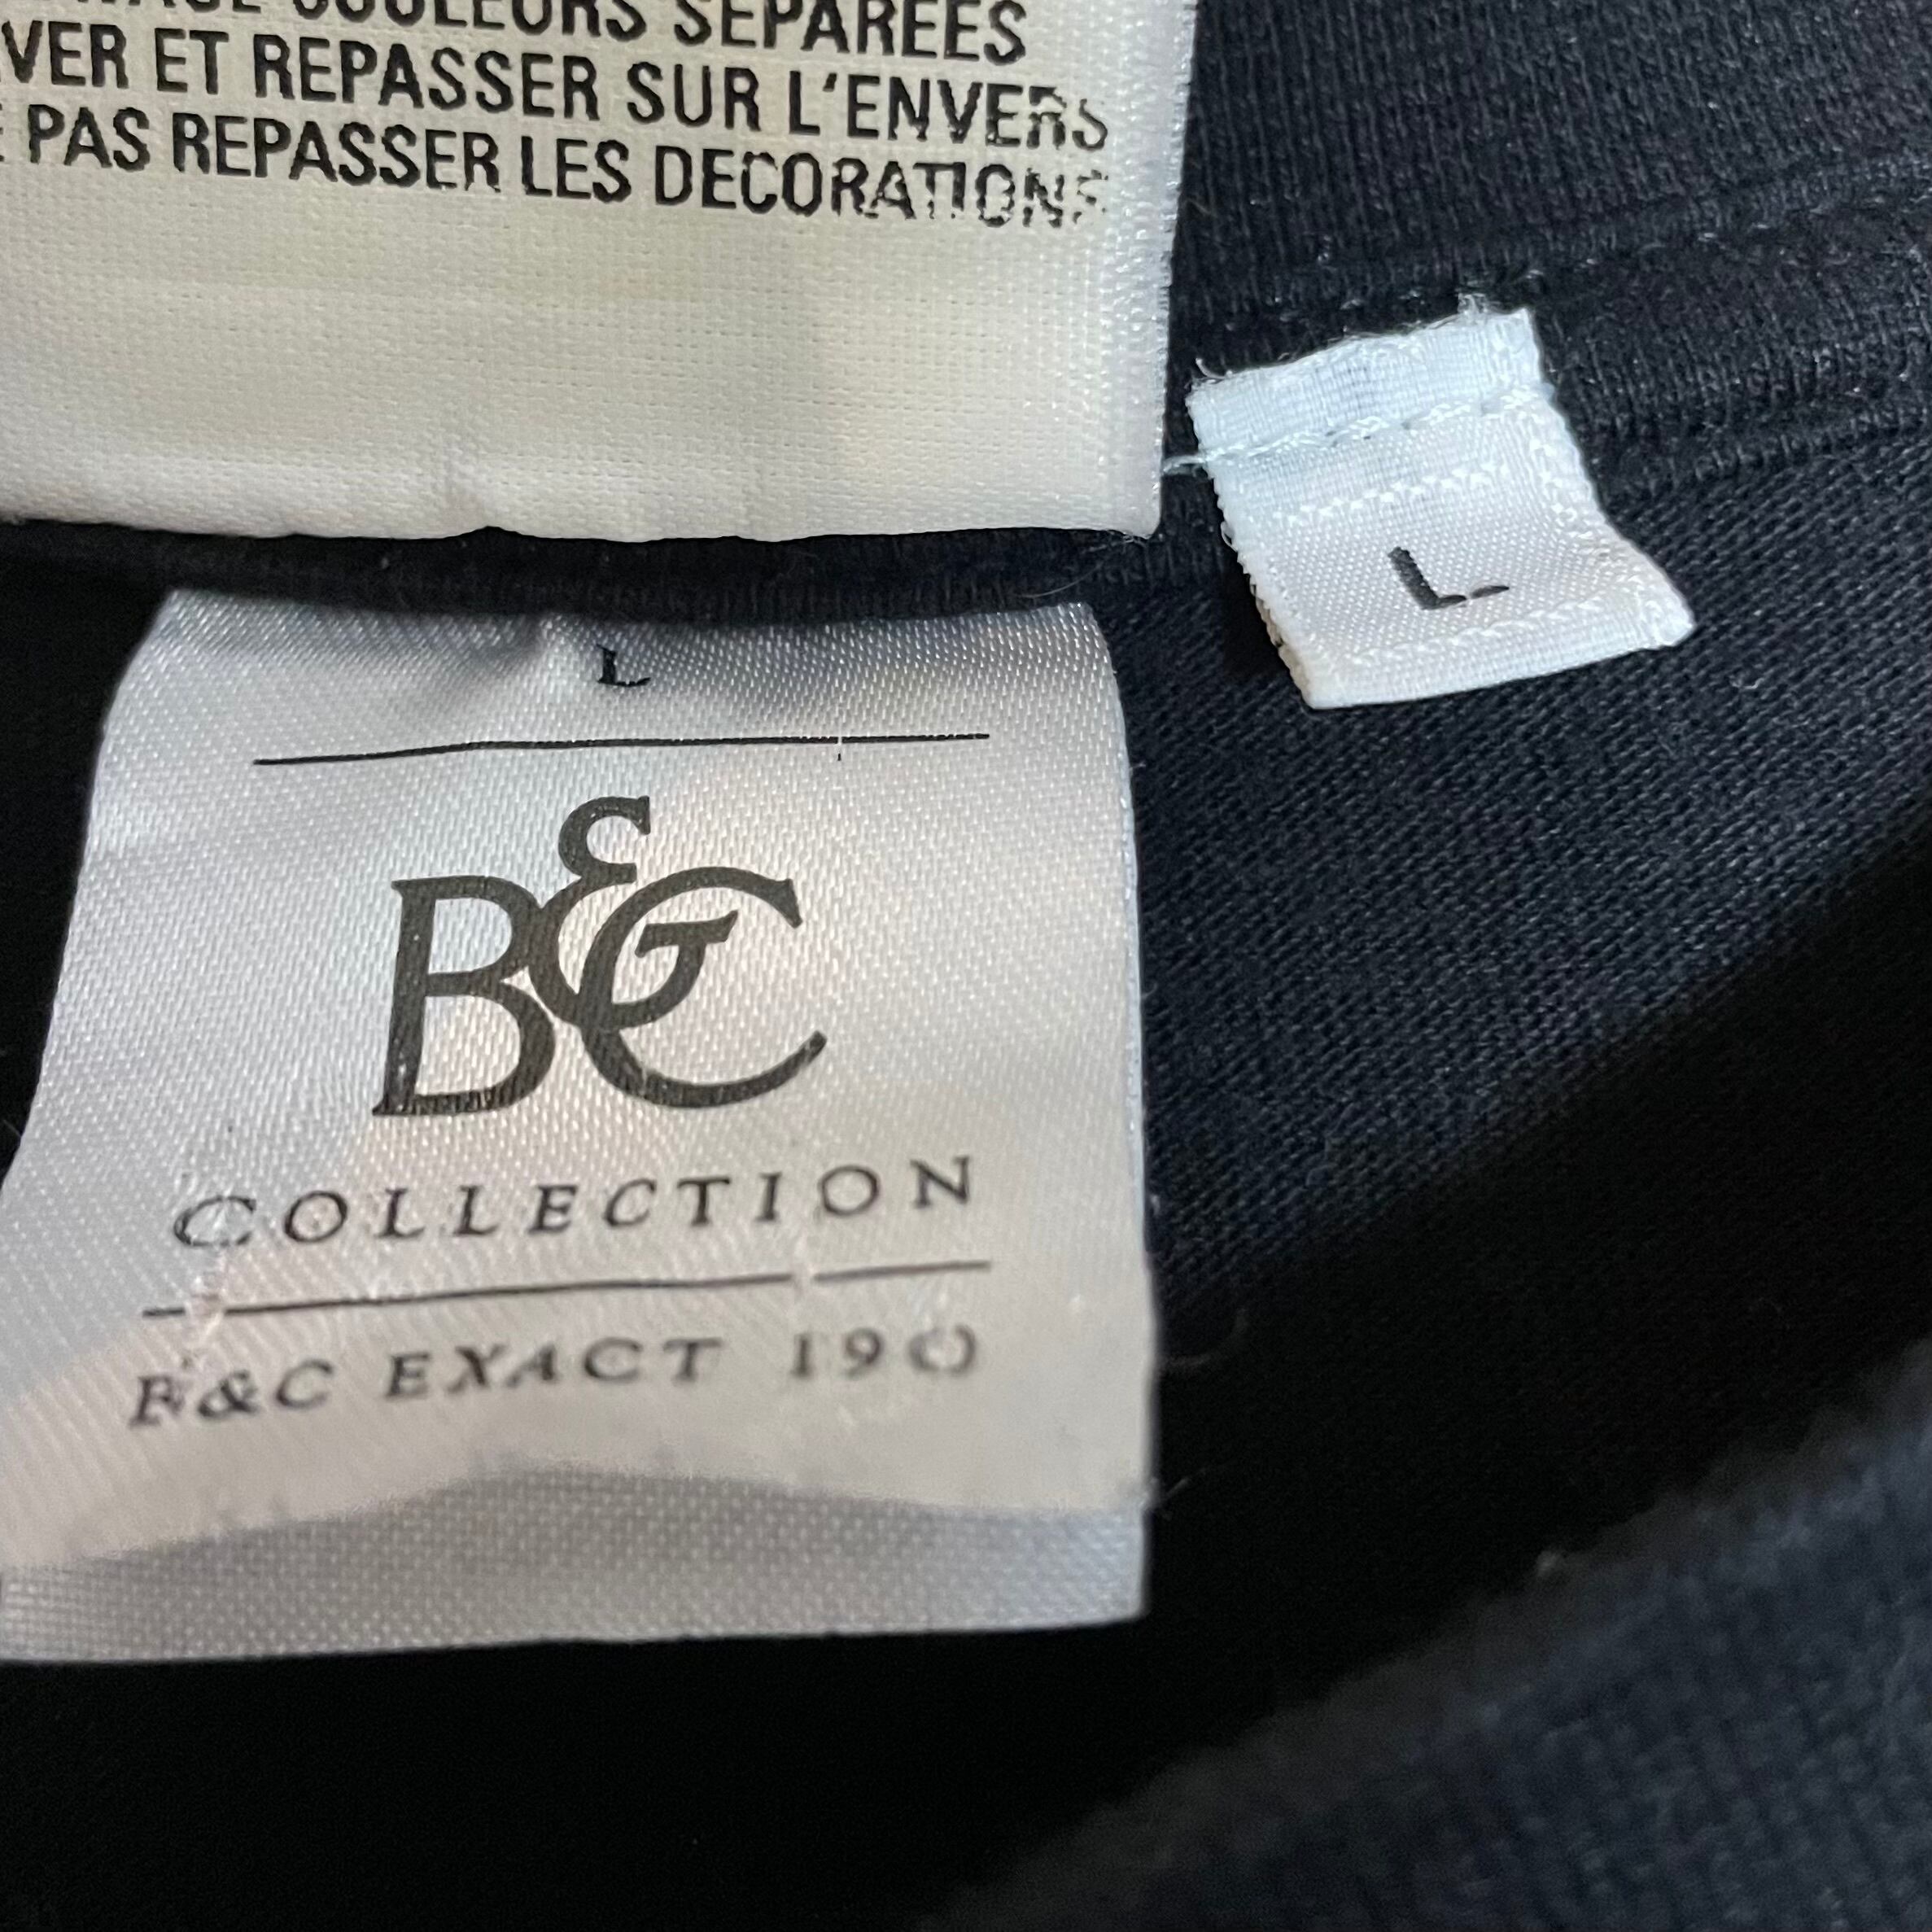 COULEURS SEPAREES
VER ET REPASSER SUR L'ENVERS
PAS REPASSER LES DECORATIONS
L
L
B&C
COLLECTION
B&C EXACT 190